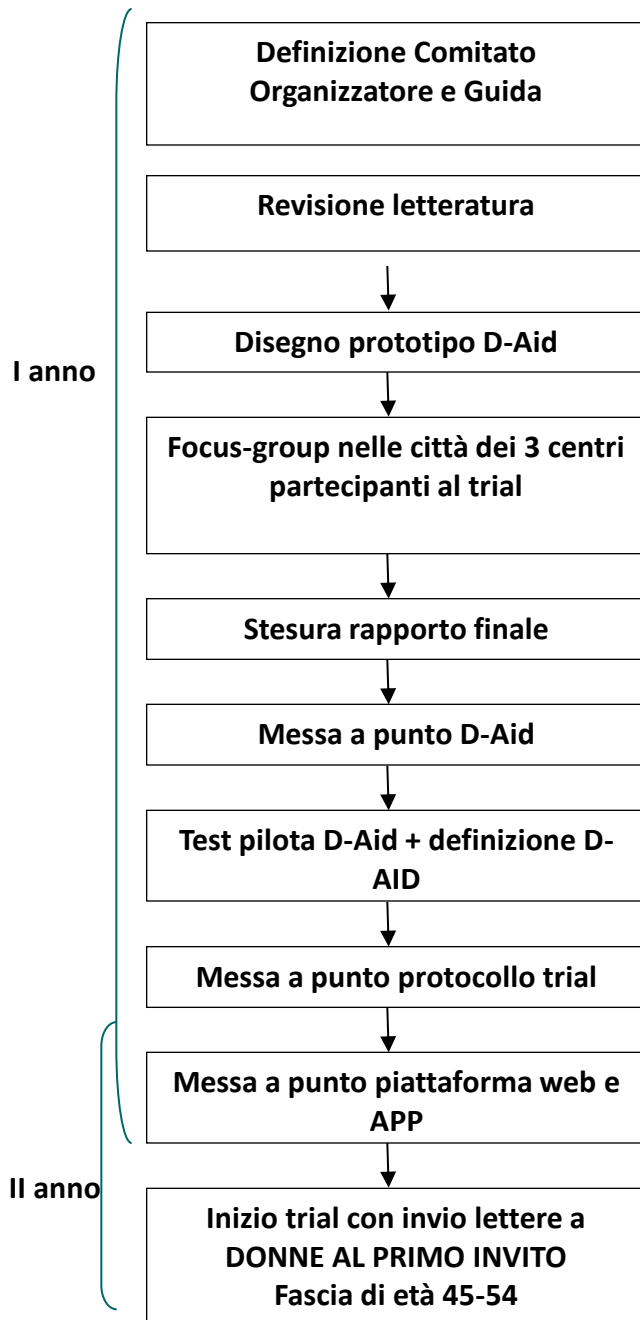 Definizione Comitato
Organizzatore e Guida
Revisione letteratura
Disegno prototipo D-Aid
I anno
Focus-group nelle città dei 3 centri
partecipanti al trial
Stesura rapporto finale
Messa a punto D-Aid
Test pilota D-Aid + definizione D-
AID
Messa a punto protocollo trial
Messa a punto piattaforma web e
APP
II anno
Inizio trial con invio lettere a
DONNE AL PRIMO INVITO
Fascia di età 45-54